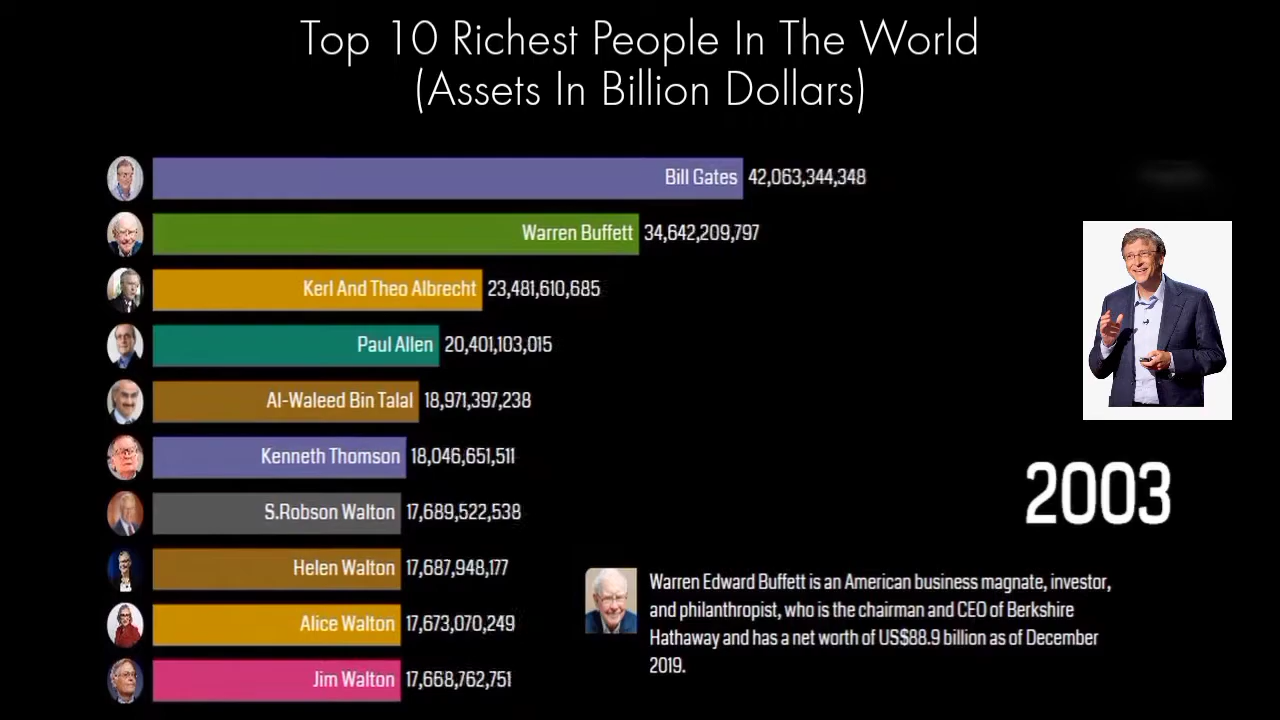 Top 10 Richest People In The World
(Assets In Billion Dollars)
Bill Gates 42,063,344,348
Warren Buffett 34,642,209,797
Kerl And Theo Albrecht 23,481,610,685
Paul Allen 20,401,103,015
Al-Waleed Bin Talal 18,971,397,238
Kenneth Thomson 18,046,651,511
S.Robson Walton 17,689,522,538
Helen Walton 17,687,948,177
Alice Walton 17,673,070,249
Jim Walton 17,668,762,751
2003
Warren Edward Buffett is an American business magnate, investor,
and philanthropist, who is the chairman and CEO of Berkshire
Hathaway and has a net worth of US$88.9 billion as of December
2019.